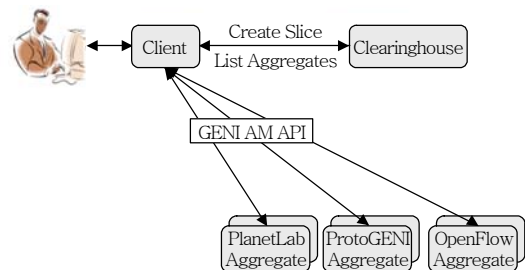 Client
Create Slice
List Aggregates
Clearinghouse
GENI AM API
PlanetLab
Aggregate
ProtoGENI
Aggregate
OpenFlow
Aggregate